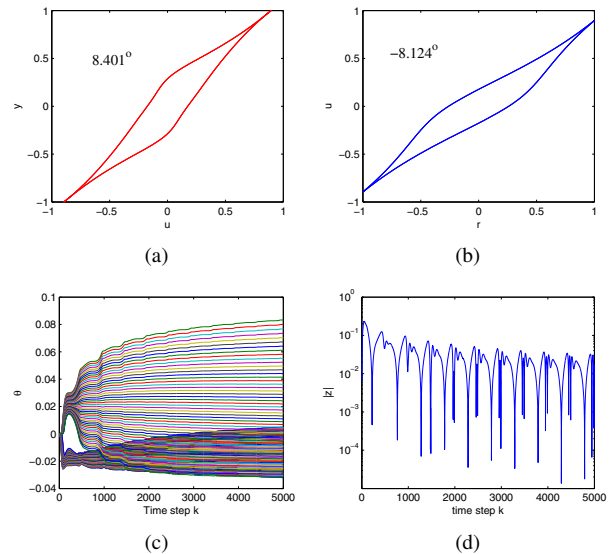 1
0.5
0
−0.5
−1
−1 −0.5 0 0.5 1
y
u
8.401°
(a)
1
0.5
0
−0.5
−1
−1 −0.5 0 0.5 1
u
r
−8.124°
(b)
0.1
0.08
0.06
0.04
0.02
0
−0.02
−0.04
0 1000 2000 3000 4000 5000
θ
Time step k
(c)
10^0
10^-1
10^-2
10^-3
10^-4
0 1000 2000 3000 4000 5000
|z|
time step k
(d)